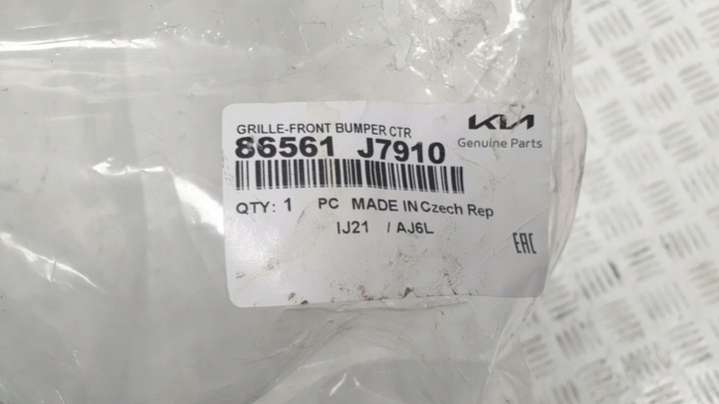 GRILLE-FRONT BUMPER CTR
KIA
86561 J7910
Genuine Parts
QTY: 1 PC MADE IN Czech Rep
IJ21 / AJ6L
EAC